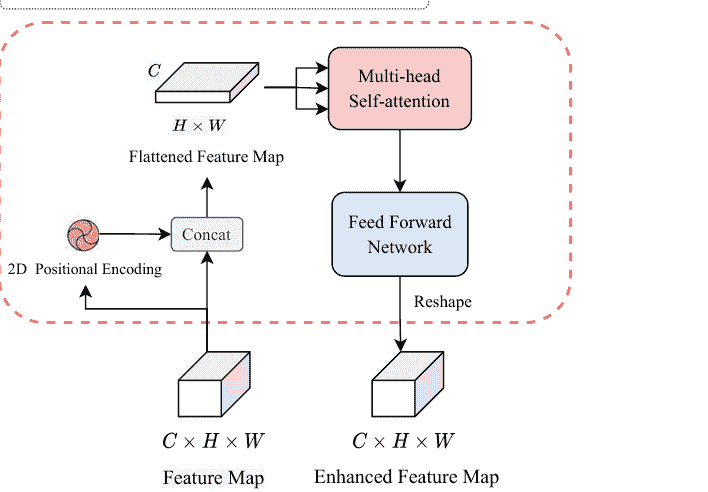 C
H × W
Flattened Feature Map
Multi-head
Self-attention
Concat
2D Positional Encoding
Feed Forward
Network
Reshape
C × H × W
Feature Map
C × H × W
Enhanced Feature Map